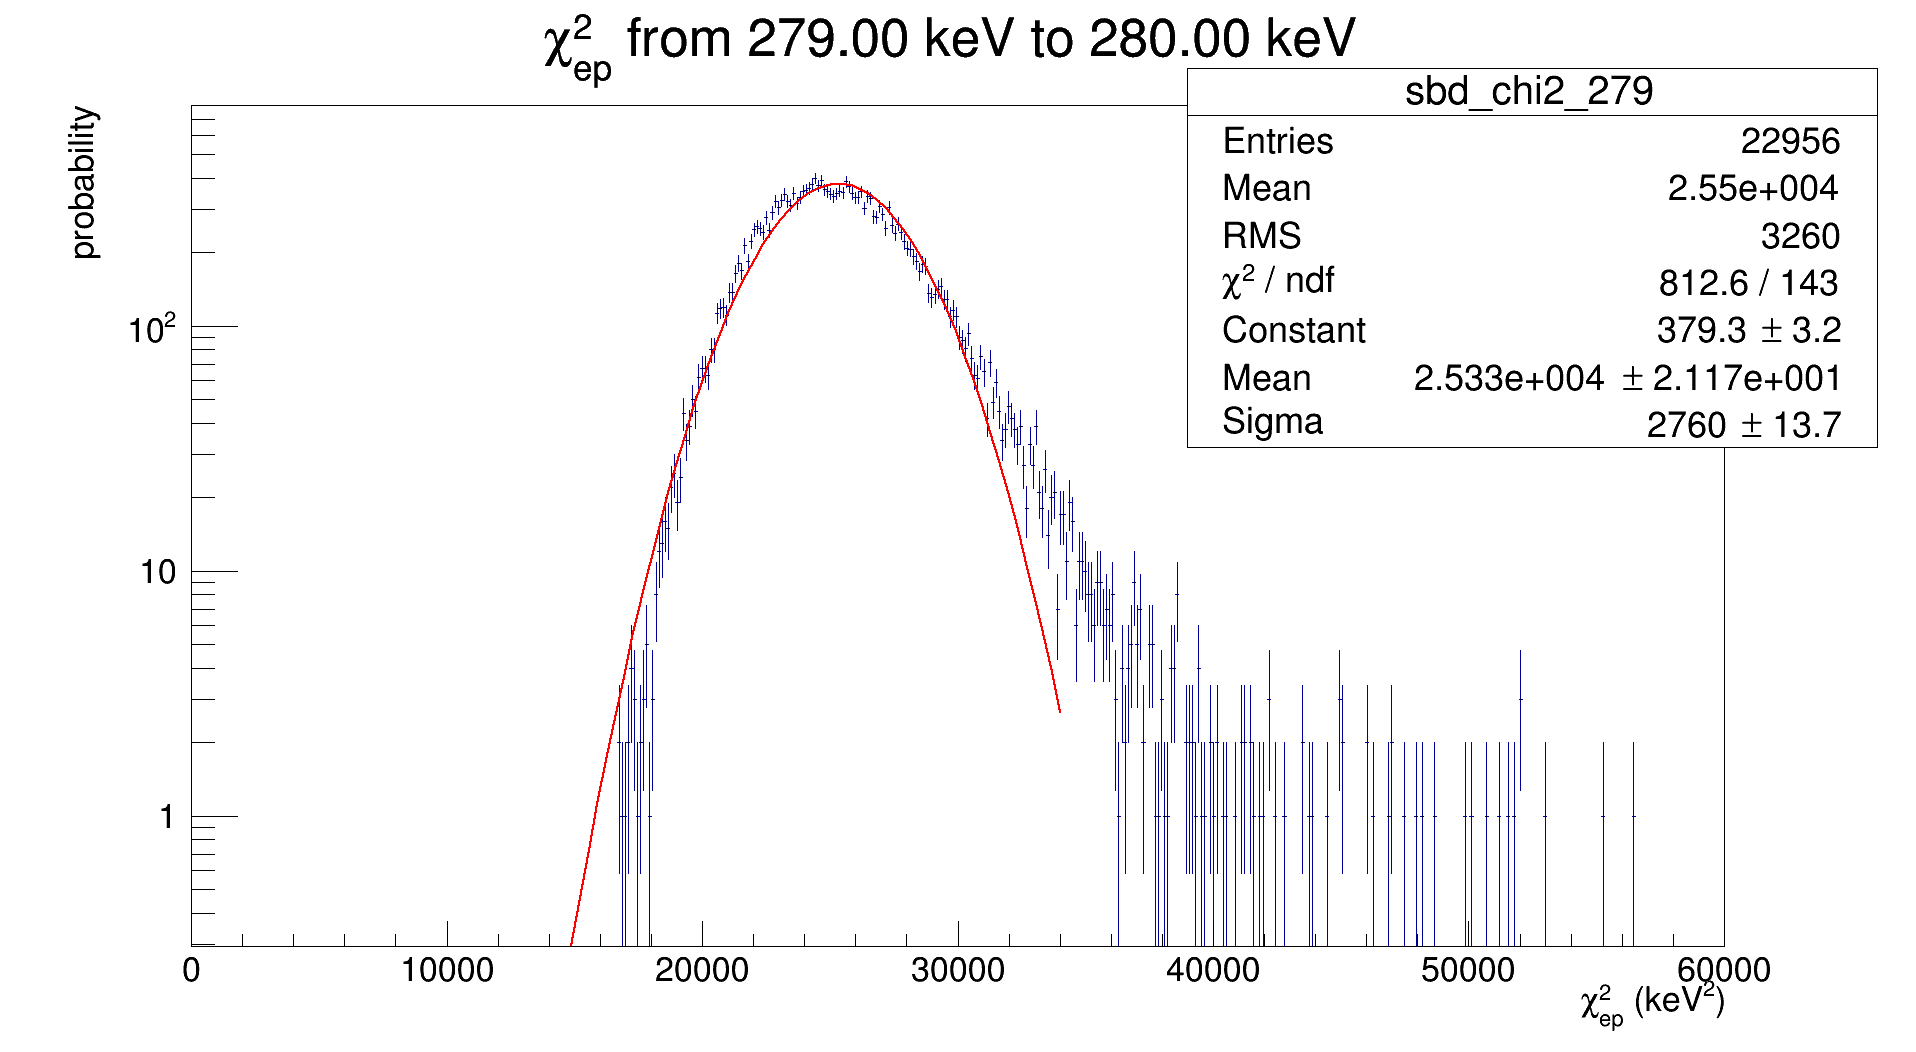 χ²ep from 279.00 keV to 280.00 keV
probability
sbd_chi2_279
Entries 22956
Mean 2.55e+004
RMS 3260
χ² / ndf 812.6 / 143
Constant 379.3 ± 3.2
Mean 2.533e+004 ± 2.117e+001
Sigma 2760 ± 13.7
10²
10
1
0 10000 20000 30000 40000 50000 60000
χ²ep (keV²)